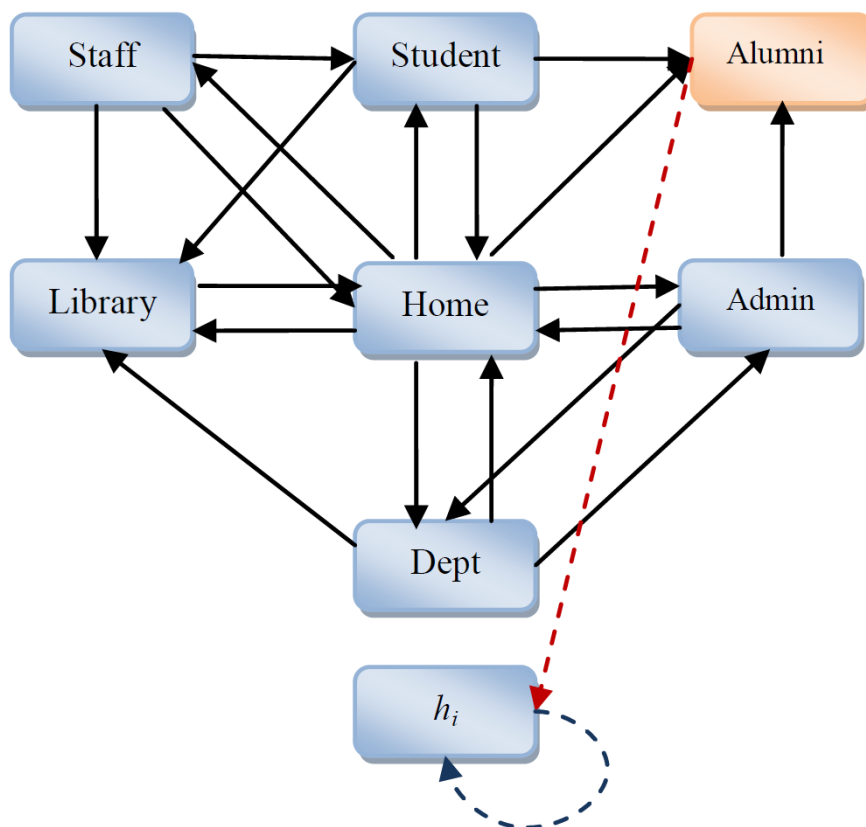 Staff
Student
Alumni
Library
Home
Admin
Dept
hᵢ